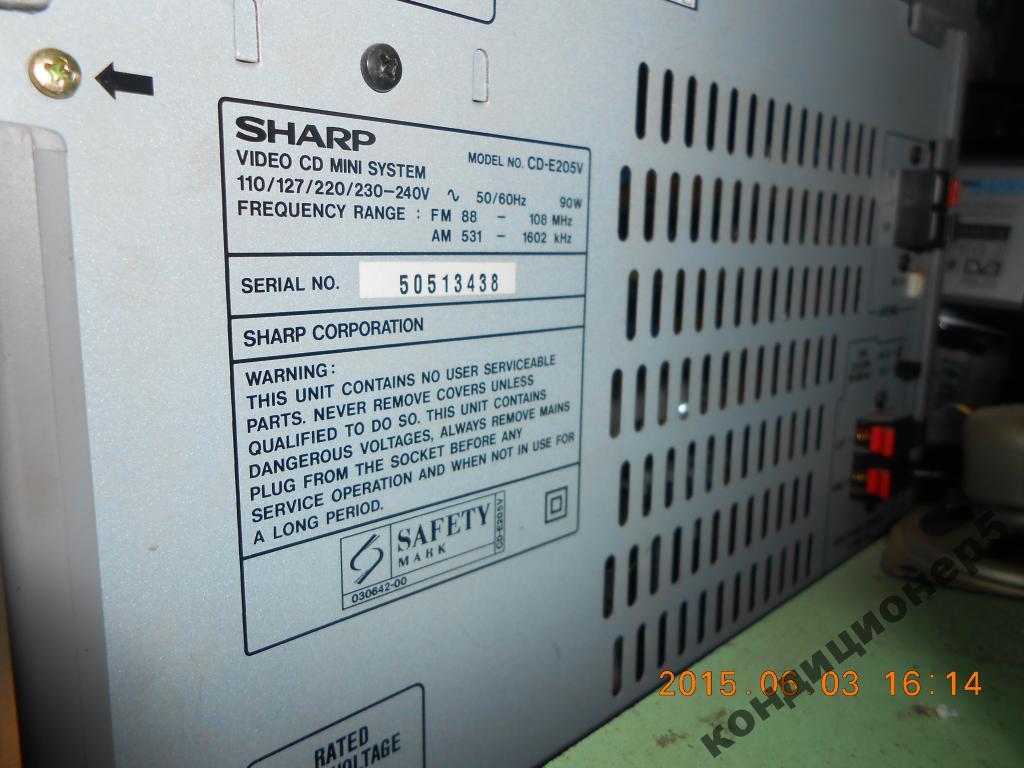 SHARP
VIDEO CD MINI SYSTEM
MODEL NO. CD-E205V
110/127/220/230-240V ∿ 50/60Hz 90W
FREQUENCY RANGE : FM 88 - 108 MHz
AM 531 - 1602 kHz
SERIAL NO. 50513438
SHARP CORPORATION
WARNING:
THIS UNIT CONTAINS NO USER SERVICEABLE
PARTS. NEVER REMOVE COVERS UNLESS
QUALIFIED TO DO SO. THIS UNIT CONTAINS
DANGEROUS VOLTAGES, ALWAYS REMOVE MAINS
PLUG FROM THE SOCKET BEFORE ANY
SERVICE OPERATION AND WHEN NOT IN USE FOR
A LONG PERIOD.
SAFETY
MARK
CD-E205V
030642-00
RATED
VOLTAGE
2015.06.03 16:14
кондиционер5